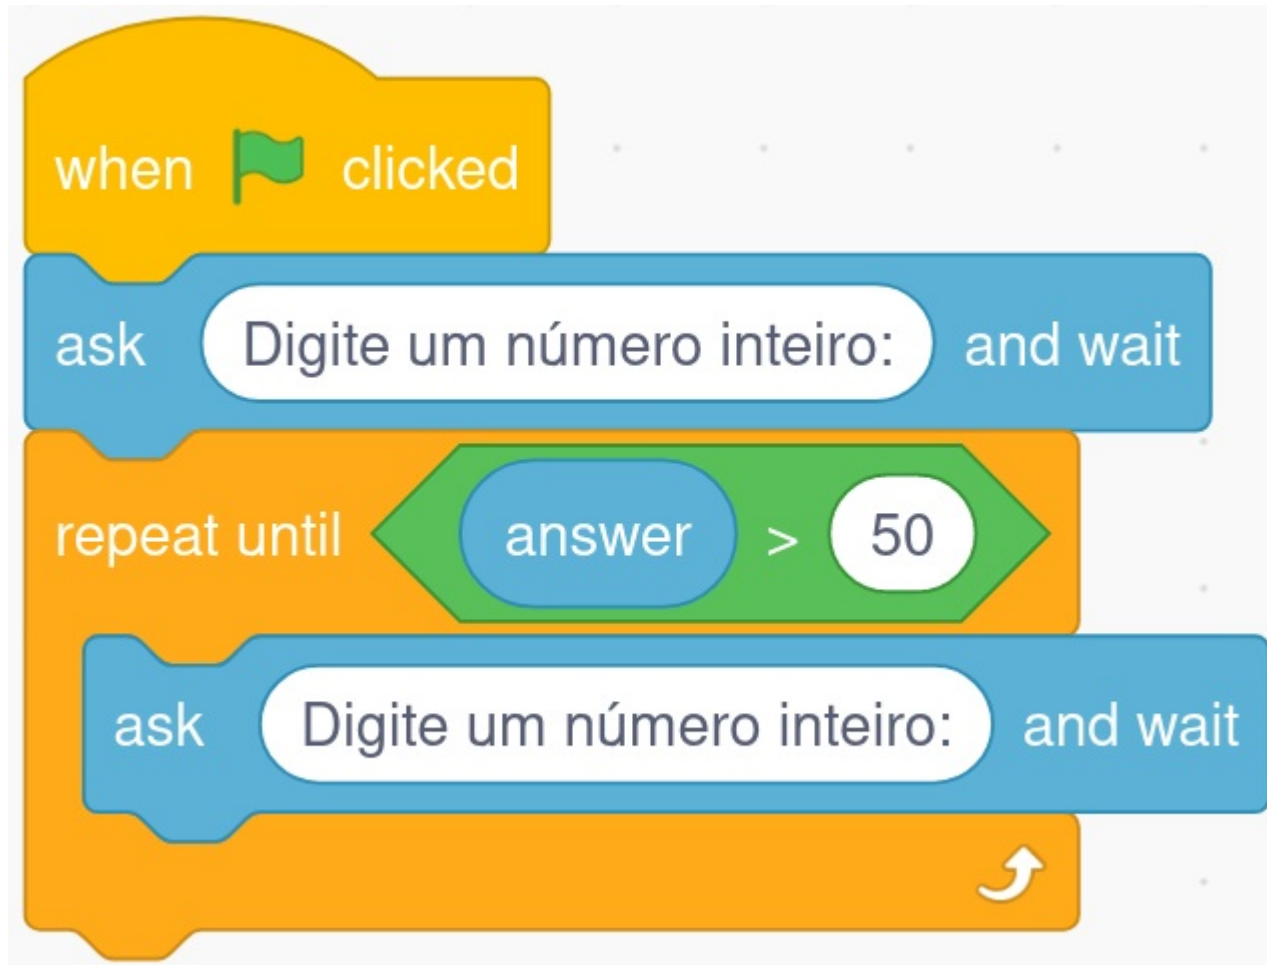 when clicked
ask Digite um número inteiro: and wait
repeat until answer > 50
ask Digite um número inteiro: and wait